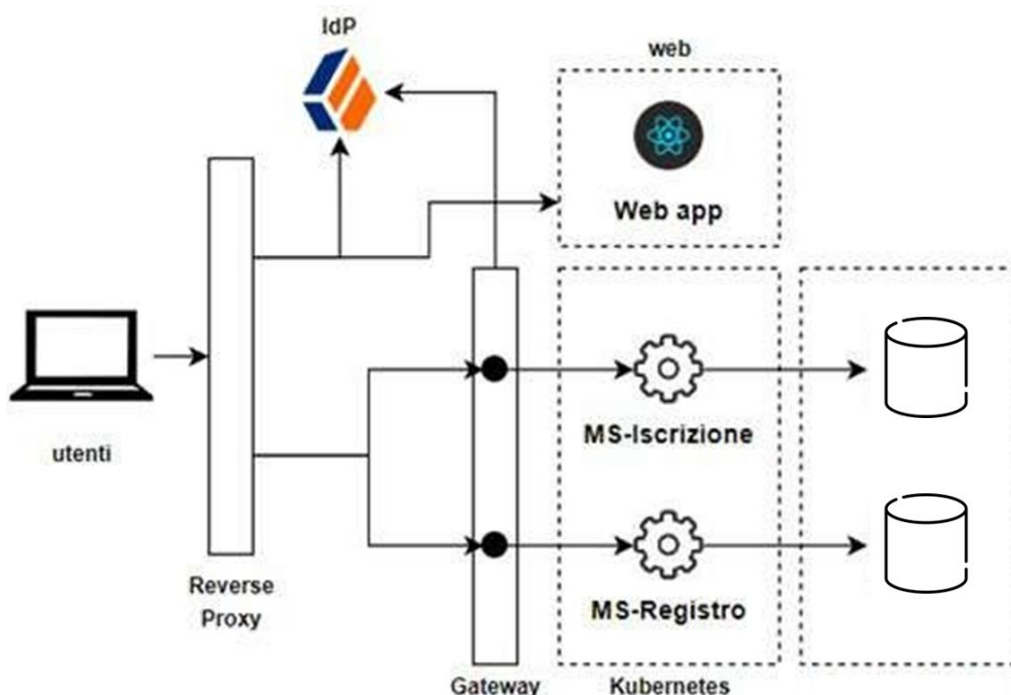 IdP
web
Web app
utenti
MS-Iscrizione
MS-Registro
Reverse
Proxy
Gateway
Kubernetes